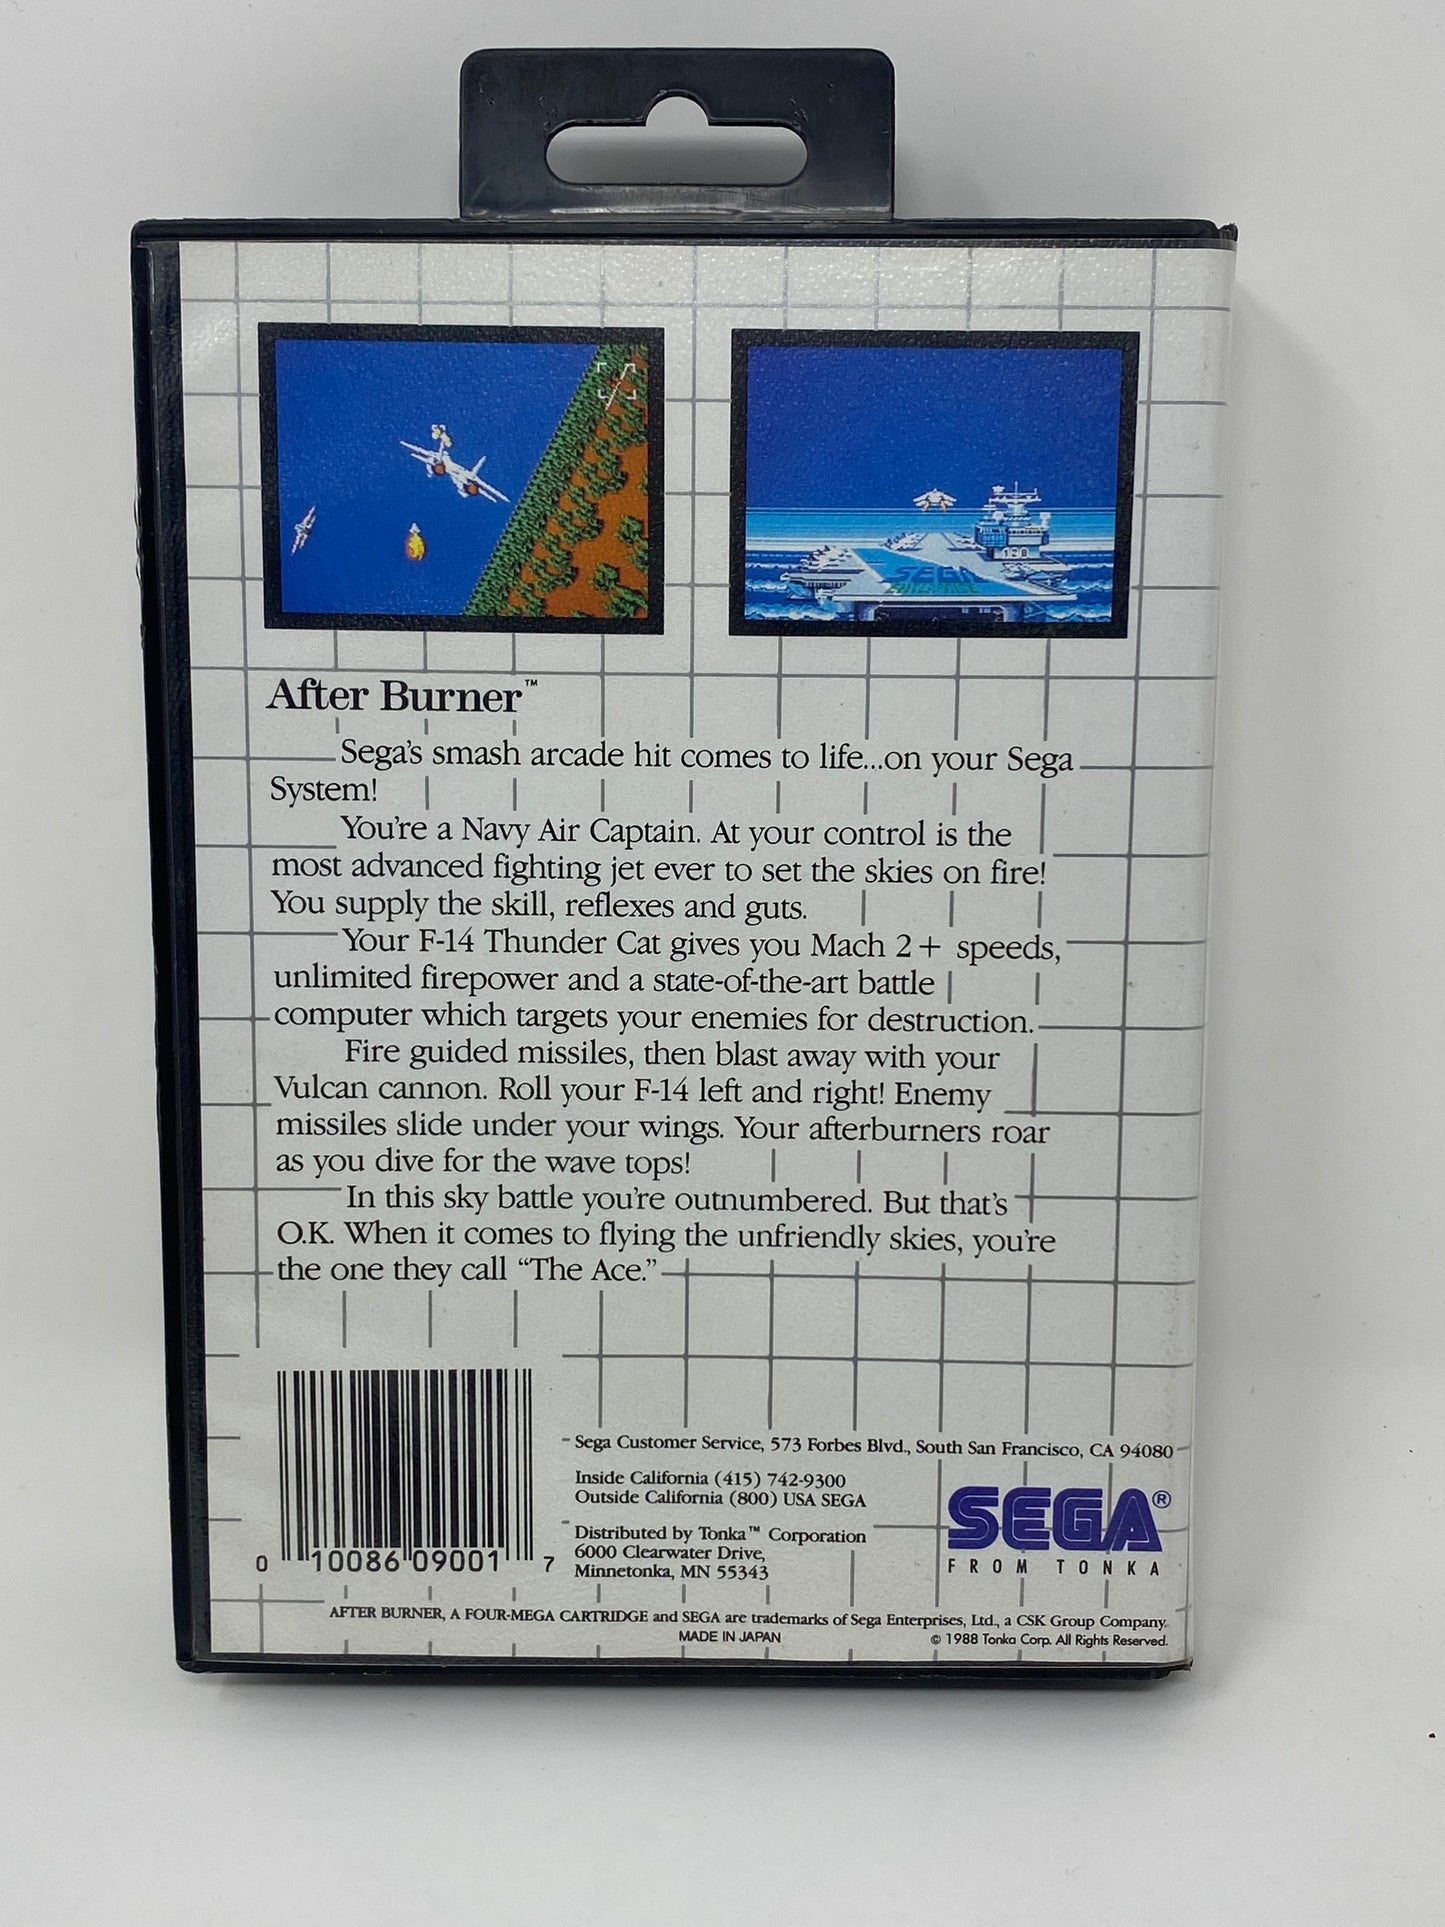 SEGA
120
After Burner™
Sega's smash arcade hit comes to life...on your Sega
System!
You're a Navy Air Captain. At your control is the
most advanced fighting jet ever to set the skies on fire!
You supply the skill, reflexes and guts.
Your F-14 Thunder Cat gives you Mach 2+ speeds,
unlimited firepower and a state-of-the-art battle
computer which targets your enemies for destruction.
Fire guided missiles, then blast away with your
Vulcan cannon. Roll your F-14 left and right! Enemy
missiles slide under your wings. Your afterburners roar
as you dive for the wave tops!
In this sky battle you're outnumbered. But that's
O.K. When it comes to flying the unfriendly skies, you're
the one they call “The Ace.”
Sega Customer Service, 573 Forbes Blvd., South San Francisco, CA 94080
Inside California (415) 742-9300
Outside California (800) USA SEGA
Distributed by Tonka™ Corporation
6000 Clearwater Drive,
Minnetonka, MN 55343
SEGA®
FROM TONKA
0 10086 09001 7
AFTER BURNER, A FOUR-MEGA CARTRIDGE and SEGA are trademarks of Sega Enterprises, Ltd., a CSK Group Company.
MADE IN JAPAN
© 1988 Tonka Corp. All Rights Reserved.